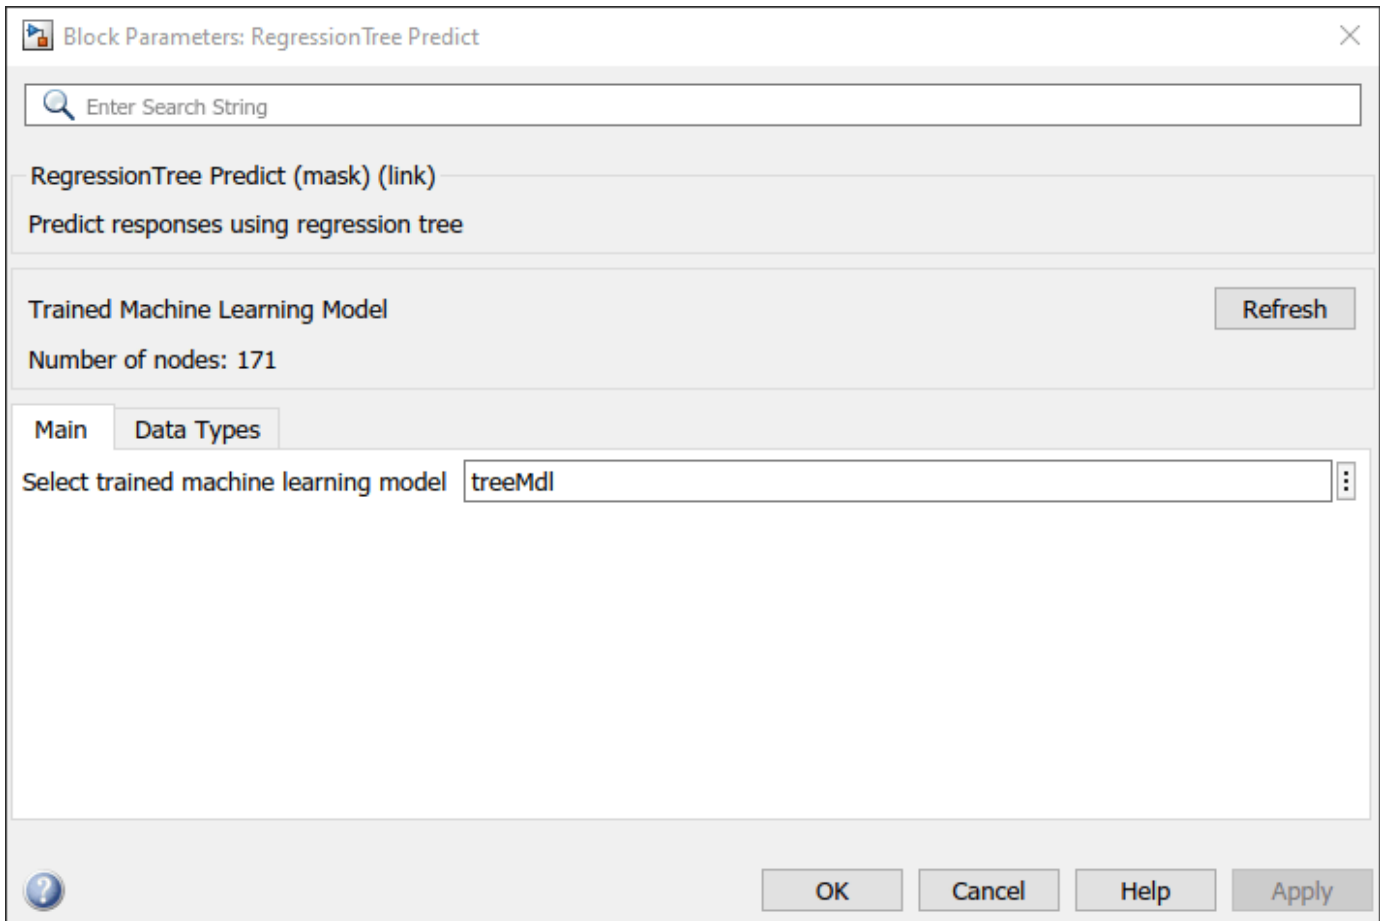 Block Parameters: RegressionTree Predict
Enter Search String
RegressionTree Predict (mask) (link)
Predict responses using regression tree
Trained Machine Learning Model
Refresh
Number of nodes: 171
Main Data Types
Select trained machine learning model treeMdl
OK Cancel Help Apply